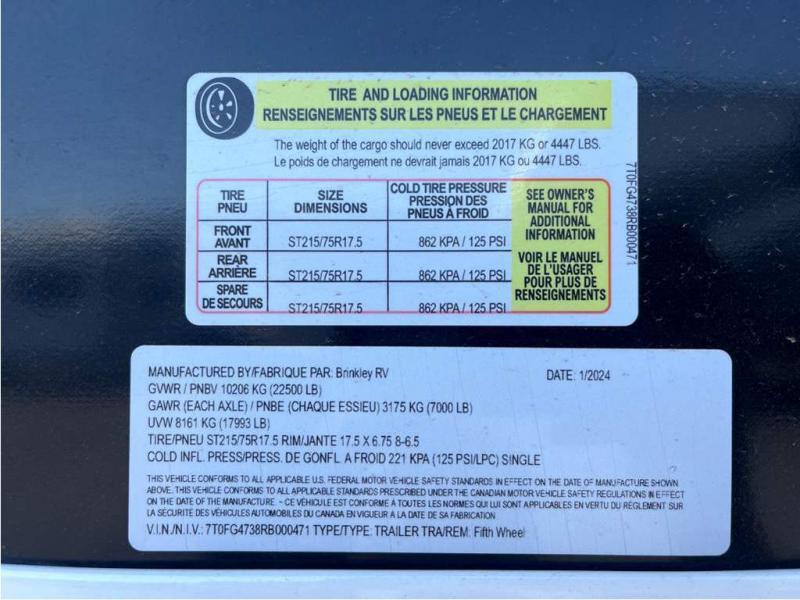 TIRE AND LOADING INFORMATION
RENSEIGNEMENTS SUR LES PNEUS ET LE CHARGEMENT
The weight of the cargo should never exceed 2017 KG or 4447 LBS.
Le poids de chargement ne devrait jamais 2017 KG ou 4447 LBS.
TIRE PNEU
SIZE DIMENSIONS
COLD TIRE PRESSURE PRESSION DES PNEUS À FROID
FRONT AVANT ST215/75R17.5 862 KPA / 125 PSI
REAR ARRIÈRE ST215/75R17.5 862 KPA / 125 PSI
SPARE DE SECOURS ST215/75R17.5 862 KPA / 125 PSI
SEE OWNER'S
MANUAL FOR
ADDITIONAL
INFORMATION
VOIR LE MANUEL
DE L'USAGER
POUR PLUS DE
RENSEIGNEMENTS
7T0FG4738RB000471
MANUFACTURED BY/FABRIQUE PAR: Brinkley RV DATE: 1/2024
GVWR / PNBV 10206 KG (22500 LB)
GAWR (EACH AXLE) / PNBE (CHAQUE ESSIEU) 3175 KG (7000 LB)
UVW 8161 KG (17993 LB)
TIRE/PNEU ST215/75R17.5 RIM/JANTE 17.5 X 6.75 8-6.5
COLD INFL. PRESS/PRESS. DE GONFL. A FROID 221 KPA (125 PSI/LPC) SINGLE
THIS VEHICLE CONFORMS TO ALL APPLICABLE U.S. FEDERAL MOTOR VEHICLE SAFETY STANDARDS IN EFFECT ON THE DATE OF MANUFACTURE SHOWN
ABOVE. THIS VEHICLE CONFORMS TO ALL APPLICABLE STANDARDS PRESCRIBED UNDER THE CANADIAN MOTOR VEHICLE SAFETY REGULATIONS IN EFFECT
ON THE DATE OF THE MANUFACTURE. - CE VÉHICULE EST CONFORME À TOUTES LES NORMES QUI LUI SONT APPLICABLES EN VERTU DU RÈGLEMENT SUR
LA SÉCURITÉ DES VÉHICULES AUTOMOBILES DU CANADA EN VIGUEUR A LA DATE DE SA FABRICATION
V.I.N./N.I.V.: 7T0FG4738RB000471 TYPE/TYPE: TRAILER TRA/REM: Fifth Wheel